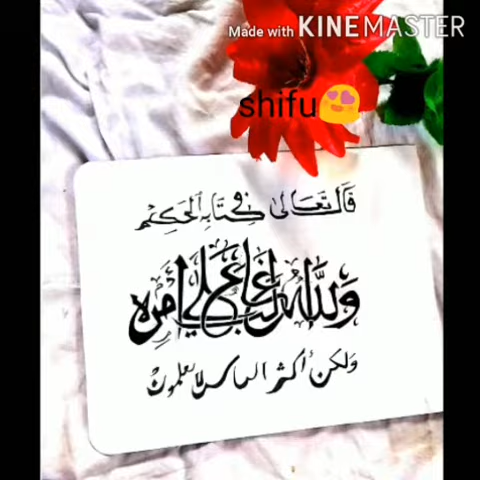 Made with KINEMASTER
shifu😍
قال تعالى في كتابه الحكيم
والله غالب على أمره
ولكن أكثر الناس لا يعلمون